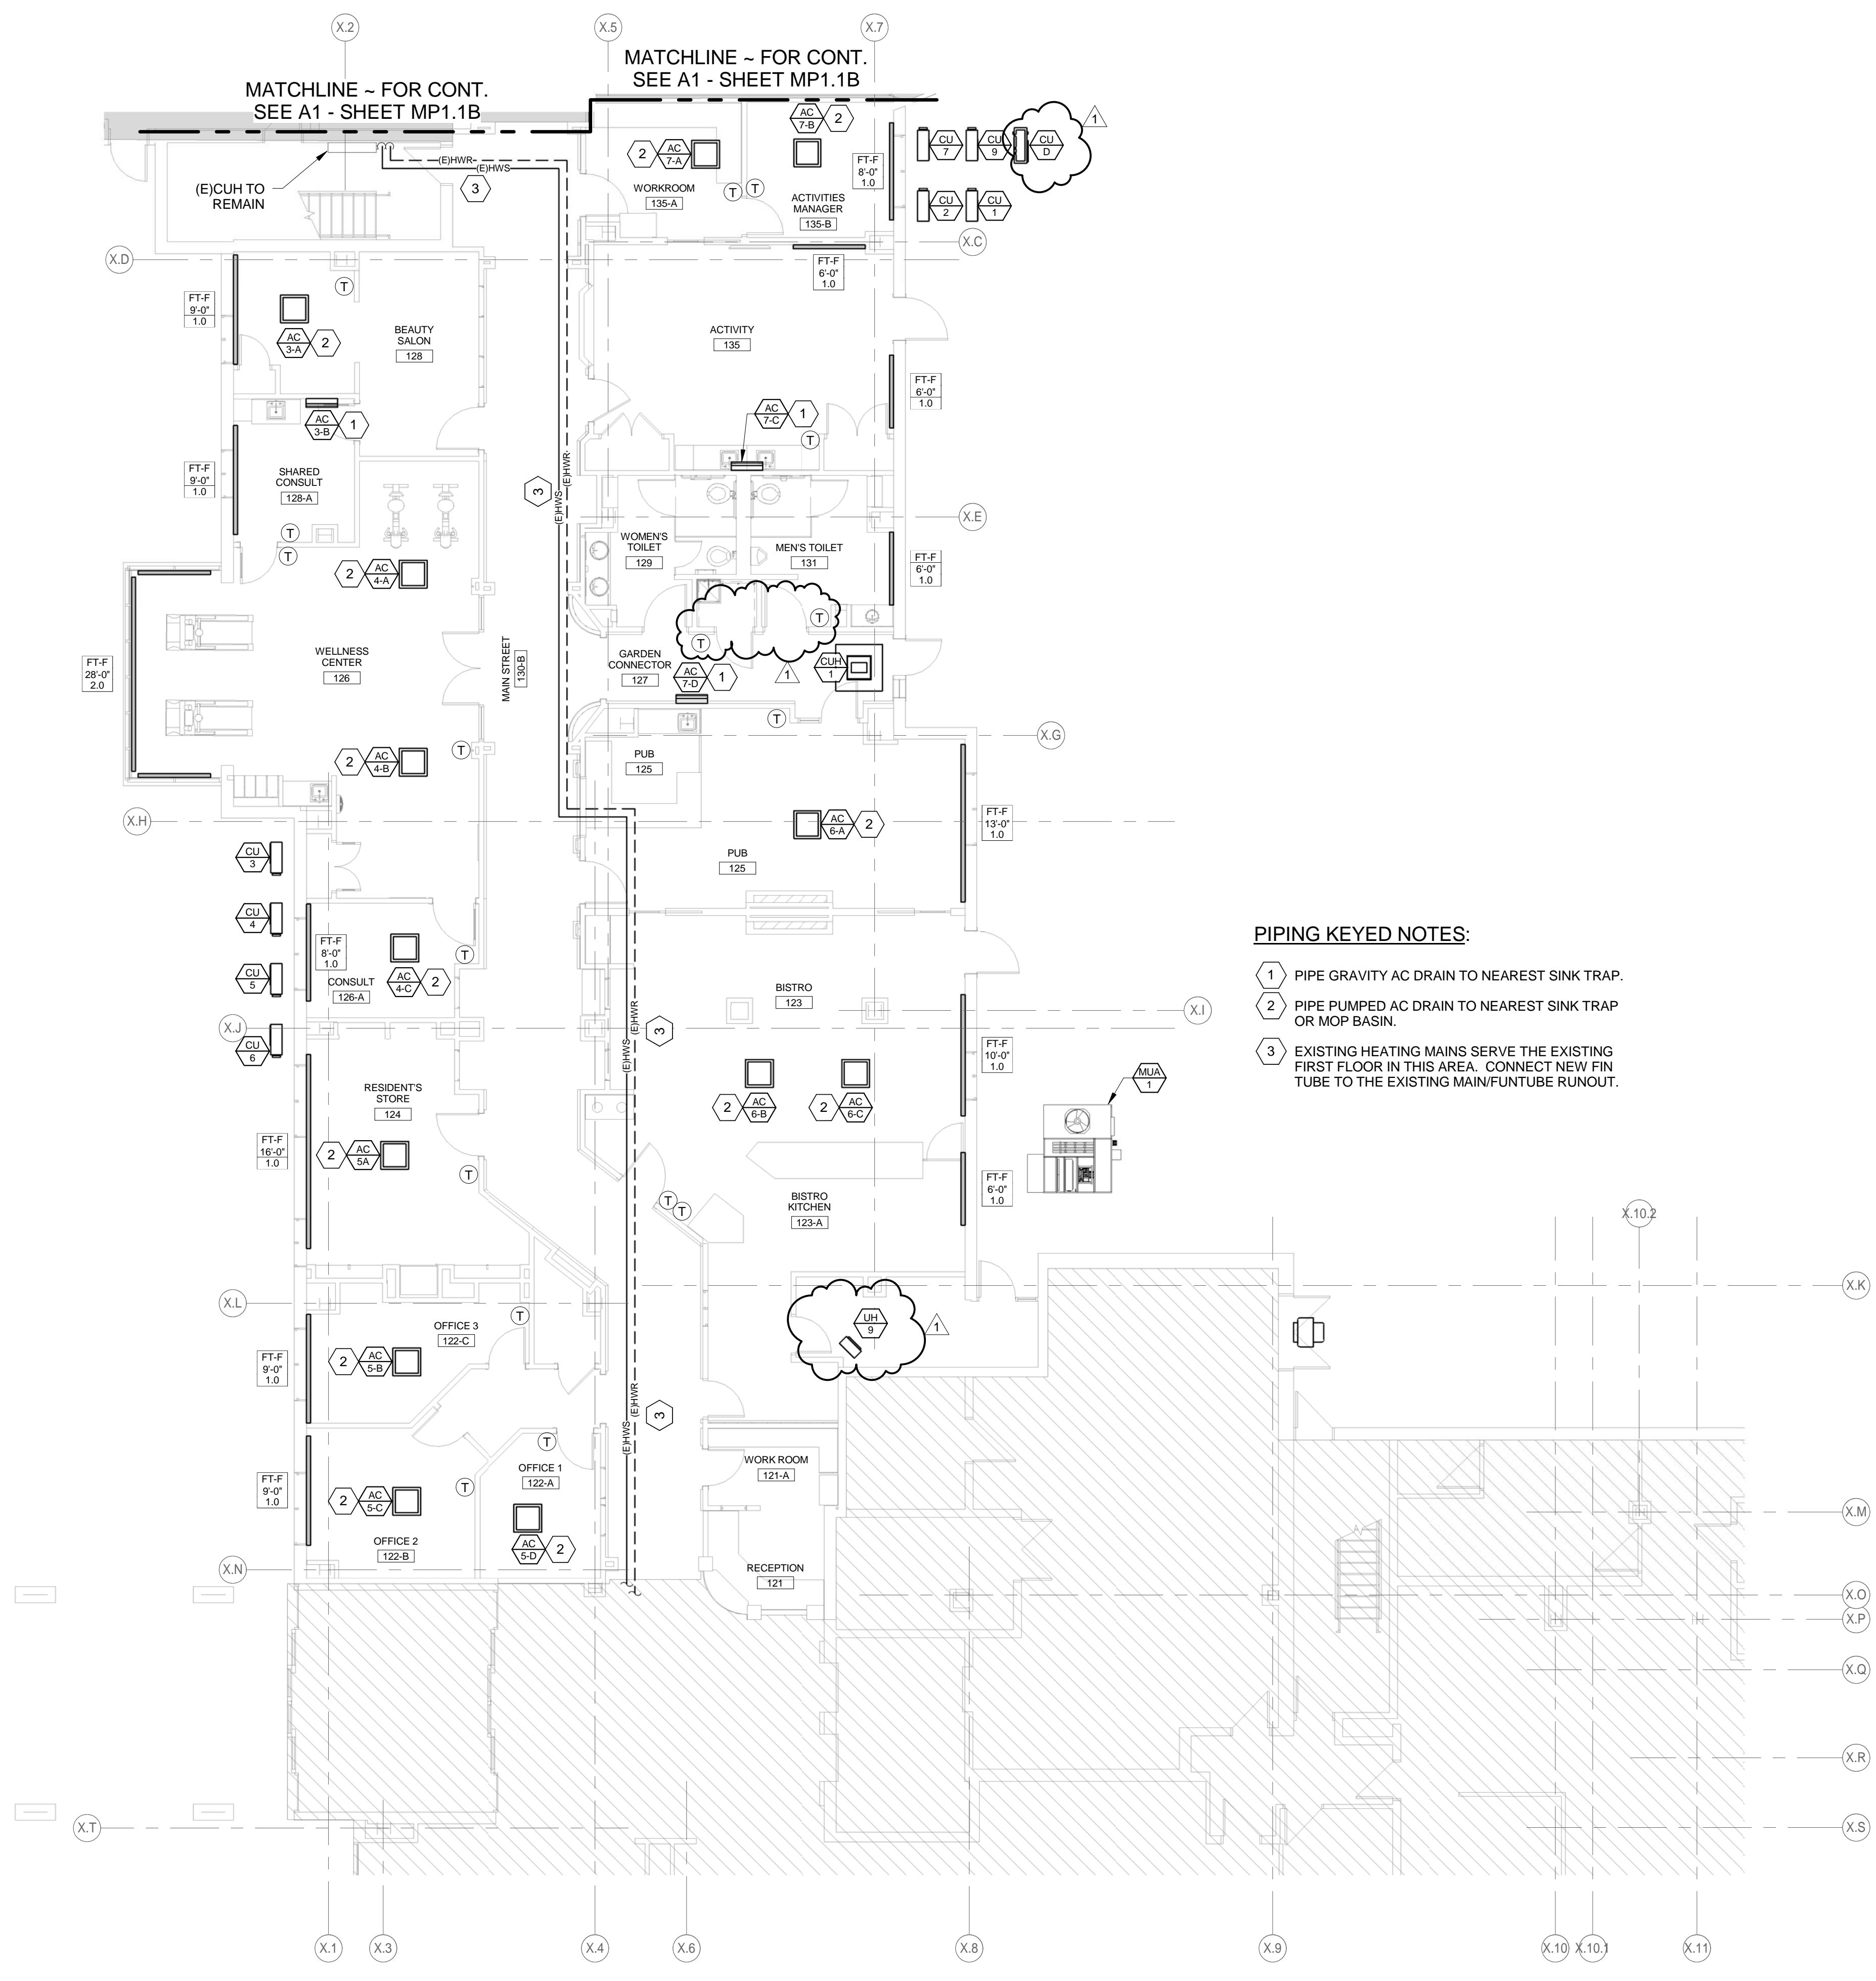 X.2
X.5
X.7
MATCHLINE ~ FOR CONT.
SEE A1 - SHEET MP1.1B
MATCHLINE ~ FOR CONT.
SEE A1 - SHEET MP1.1B
AC
7-B
2
2
AC
7-A
CU
7
CU
9
CU
D
1
(E)HWR
(E)HWS
3
(E)CUH TO
REMAIN
FT-F
8'-0"
1.0
WORKROOM
135-A
T
T
ACTIVITIES
MANAGER
135-B
CU
2
CU
1
X.C
X.D
FT-F
6'-0"
1.0
T
FT-F
9'-0"
1.0
AC
3-A
2
BEAUTY
SALON
128
ACTIVITY
135
FT-F
6'-0"
1.0
AC
3-B
1
AC
7-C
1
T
FT-F
9'-0"
1.0
SHARED
CONSULT
128-A
3
(E)HWS
(E)HWR
X.E
T
T
WOMEN'S
TOILET
129
MEN'S TOILET
131
FT-F
6'-0"
1.0
2
AC
4-A
T
T
FT-F
28'-0"
2.0
WELLNESS
CENTER
126
MAIN STREET
130-B
GARDEN
CONNECTOR
127
AC
7-D
1
1
CUH
1
T
X.G
T
2
AC
4-B
PUB
125
X.H
AC
6-A
2
FT-F
13'-0"
1.0
CU
3
PUB
125
CU
4
FT-F
8'-0"
1.0
T
CU
5
CONSULT
126-A
AC
4-C
2
BISTRO
123
X.I
X.J
CU
6
3
(E)HWS
(E)HWR
FT-F
10'-0"
1.0
PIPING KEYED NOTES:
1 PIPE GRAVITY AC DRAIN TO NEAREST SINK TRAP.
2 PIPE PUMPED AC DRAIN TO NEAREST SINK TRAP
OR MOP BASIN.
3 EXISTING HEATING MAINS SERVE THE EXISTING
FIRST FLOOR IN THIS AREA. CONNECT NEW FIN
TUBE TO THE EXISTING MAIN/FUNTUBE RUNOUT.
MUA
1
RESIDENT'S
STORE
124
2
AC
6-B
2
AC
6-C
FT-F
16'-0"
1.0
2
AC
5A
T
FT-F
6'-0"
1.0
BISTRO
KITCHEN
123-A
T
T
X.10.2
X.K
X.L
T
OFFICE 3
122-C
UH
9
1
FT-F
9'-0"
1.0
2
AC
5-B
3
(E)HWS
(E)HWR
T
OFFICE 1
122-A
WORK ROOM
121-A
FT-F
9'-0"
1.0
2
AC
5-C
T
X.M
OFFICE 2
122-B
AC
5-D
2
X.N
RECEPTION
121
X.O
X.P
X.Q
X.R
X.T
X.S
X.1
X.3
X.4
X.6
X.8
X.9
X.10
X.10.1
X.11